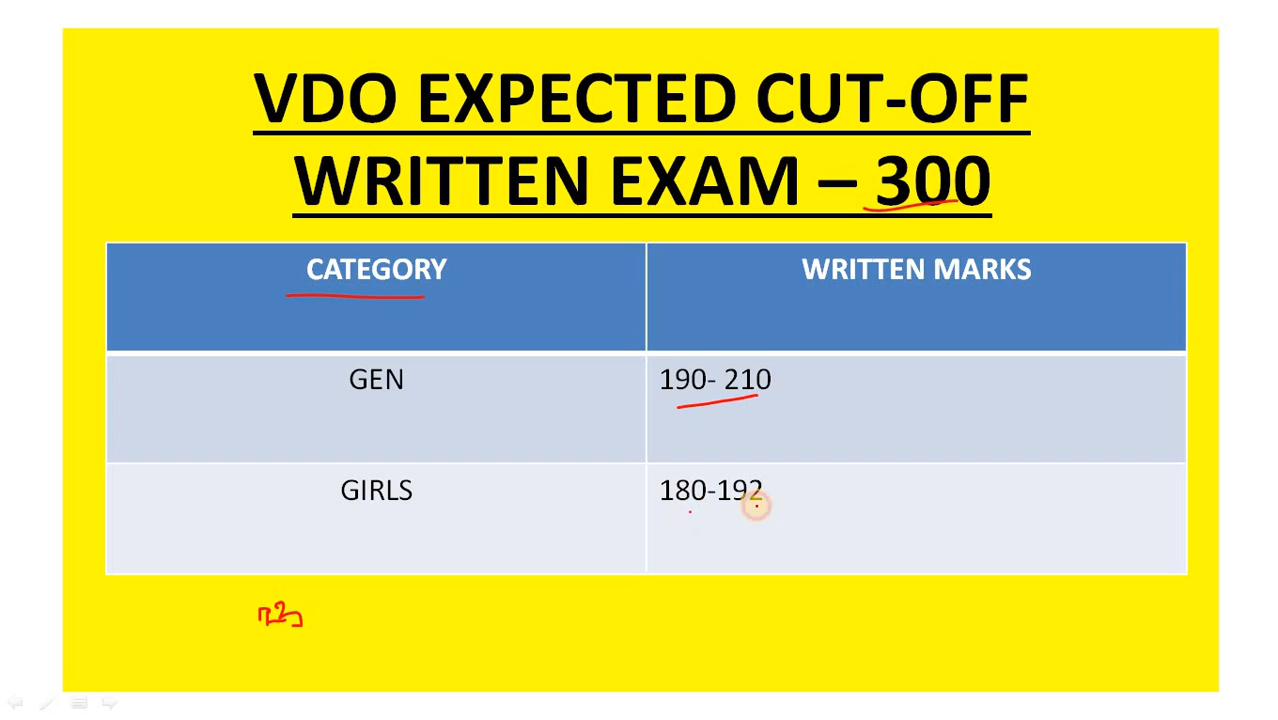 VDO EXPECTED CUT-OFF
WRITTEN EXAM – 300
CATEGORY
WRITTEN MARKS
GEN
190- 210
GIRLS
180-192